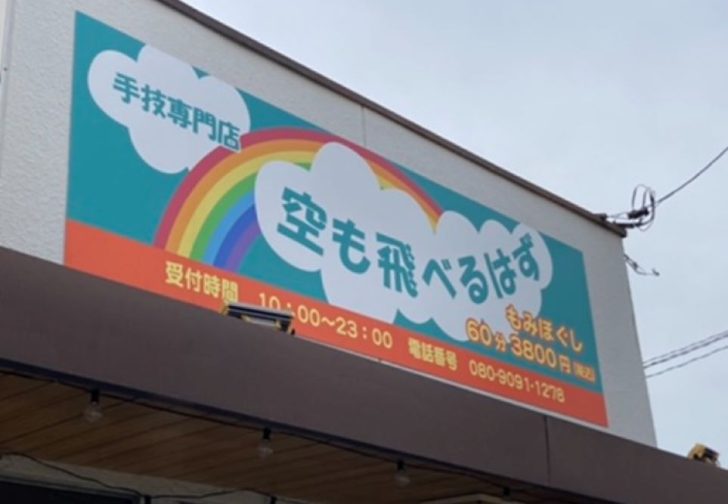 手技専門店
空も飛べるはず
もみほぐし
60分3800円(税込)
受付時間 10：00～23：00 電話番号 080-9091-1278